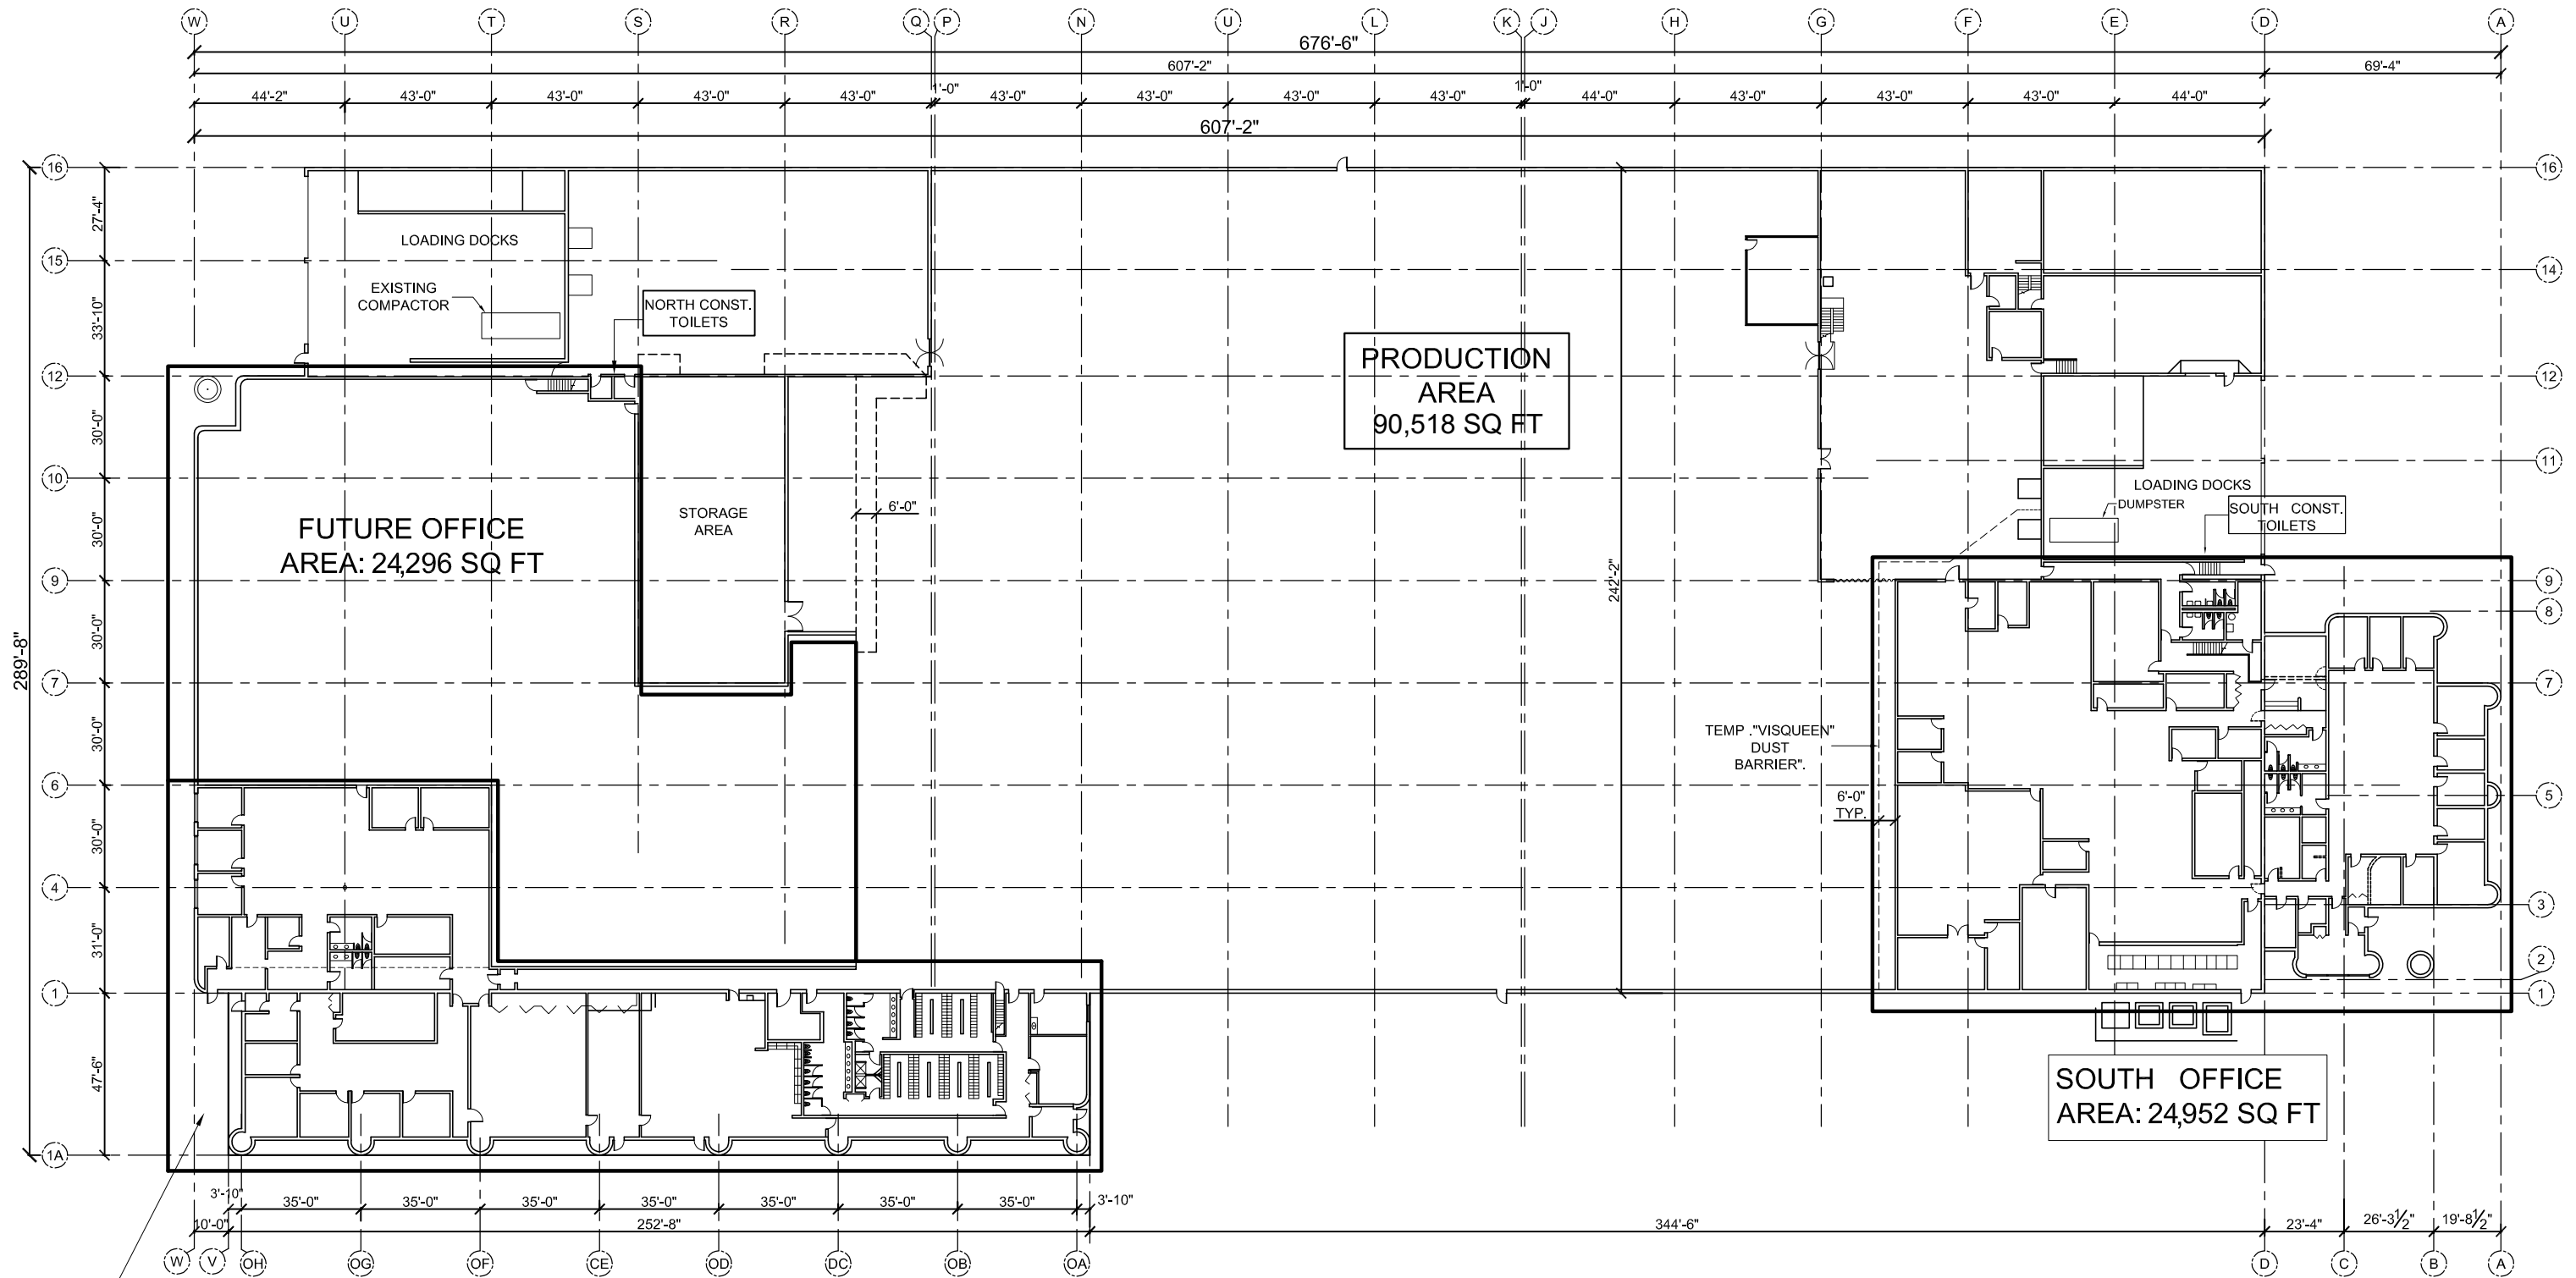 W U T S R Q P N U L K J H G F E D A
676'-6"
607'-2" 69'-4"
44'-2" 43'-0" 43'-0" 43'-0" 43'-0" 1'-0" 43'-0" 43'-0" 43'-0" 43'-0" 1'-0" 44'-0" 43'-0" 43'-0" 43'-0" 44'-0"
607'-2"
16 16
27'-4"
LOADING DOCKS
15 14
EXISTING
COMPACTOR
NORTH CONST.
TOILETS
33'-10"
PRODUCTION
AREA
90,518 SQ FT
12 12
30'-0"
10 11
LOADING DOCKS
DUMPSTER
SOUTH CONST.
TOILETS
STORAGE
AREA
6'-0"
FUTURE OFFICE
AREA: 24,296 SQ FT
30'-0"
9 9
242'-2"
8
30'-0"
289'-8"
7 7
TEMP ."VISQUEEN"
DUST
BARRIER".
30'-0"
6 5
6'-0"
TYP.
30'-0"
4
3
31'-0"
2
1 1
47'-6"
SOUTH OFFICE
AREA: 24,952 SQ FT
1A
3'-10" 35'-0" 35'-0" 35'-0" 35'-0" 35'-0" 35'-0" 35'-0" 3'-10"
10'-0" 252'-8" 344'-6" 23'-4" 26'-3½" 19'-8½"
W V OH OG OF CE OD DC OB OA D C B A